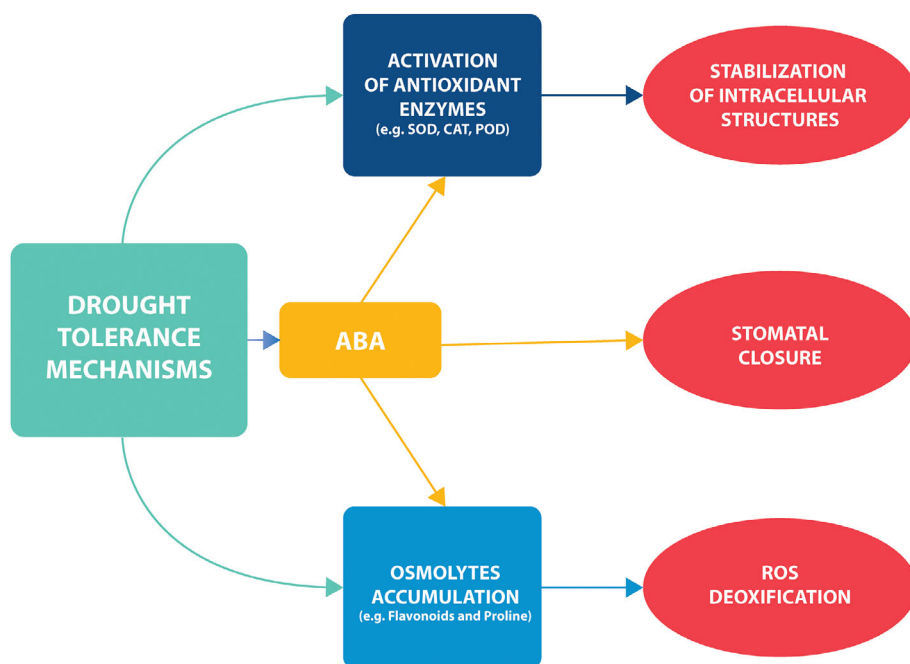 ACTIVATION
OF ANTIOXIDANT
ENZYMES
(e.g. SOD, CAT, POD)
STABILIZATION
OF INTRACELLULAR
STRUCTURES
DROUGHT
TOLERANCE
MECHANISMS
ABA
STOMATAL
CLOSURE
OSMOLYTES
ACCUMULATION
(e.g. Flavonoids and Proline)
ROS
DEOXIFICATION